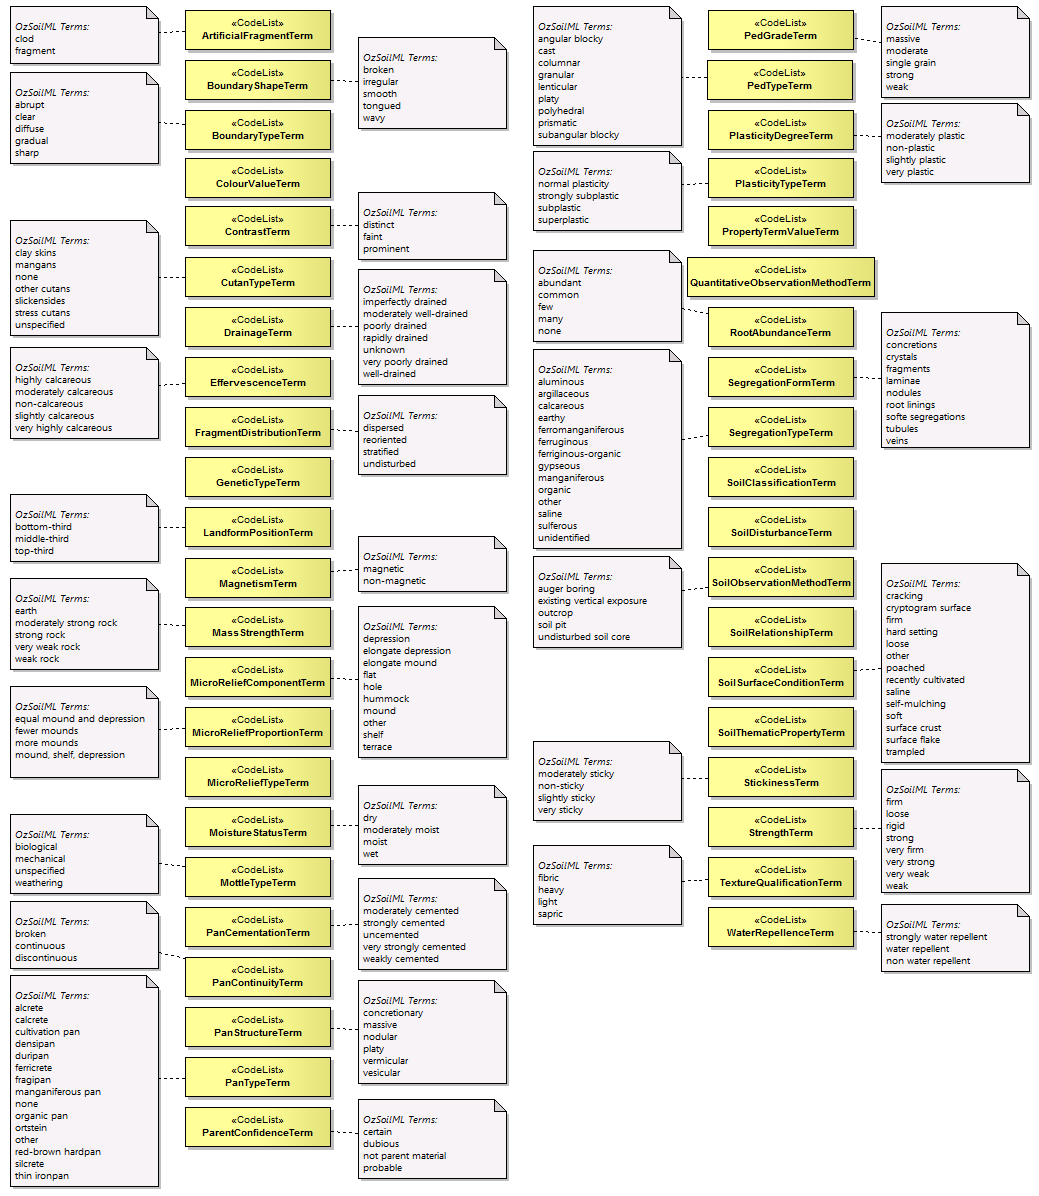 OzSoilML Terms:
clod
fragment
«CodeList»
ArtificialFragmentTerm
«CodeList»
BoundaryShapeTerm
OzSoilML Terms:
broken
irregular
smooth
tongued
wavy
OzSoilML Terms:
abrupt
clear
diffuse
gradual
sharp
«CodeList»
BoundaryTypeTerm
«CodeList»
ColourValueTerm
«CodeList»
ContrastTerm
OzSoilML Terms:
distinct
faint
prominent
OzSoilML Terms:
clay skins
mangans
none
other cutans
slickensides
stress cutans
unspecified
«CodeList»
CutanTypeTerm
«CodeList»
DrainageTerm
OzSoilML Terms:
imperfectly drained
moderately well-drained
poorly drained
rapidly drained
unknown
very poorly drained
well-drained
OzSoilML Terms:
highly calcareous
moderately calcareous
non-calcareous
slightly calcareous
very highly calcareous
«CodeList»
EffervescenceTerm
«CodeList»
FragmentDistributionTerm
OzSoilML Terms:
dispersed
reoriented
stratified
undisturbed
«CodeList»
GeneticTypeTerm
OzSoilML Terms:
bottom-third
middle-third
top-third
«CodeList»
LandformPositionTerm
«CodeList»
MagnetismTerm
OzSoilML Terms:
magnetic
non-magnetic
OzSoilML Terms:
earth
moderately strong rock
strong rock
very weak rock
weak rock
«CodeList»
MassStrengthTerm
«CodeList»
MicroReliefComponentTerm
OzSoilML Terms:
depression
elongate depression
elongate mound
flat
hole
hummock
mound
other
shelf
terrace
OzSoilML Terms:
equal mound and depression
fewer mounds
more mounds
mound, shelf, depression
«CodeList»
MicroReliefProportionTerm
«CodeList»
MicroReliefTypeTerm
«CodeList»
MoistureStatusTerm
OzSoilML Terms:
dry
moderately moist
moist
wet
OzSoilML Terms:
biological
mechanical
unspecified
weathering
«CodeList»
MottleTypeTerm
«CodeList»
PanCementationTerm
OzSoilML Terms:
moderately cemented
strongly cemented
uncemented
very strongly cemented
weakly cemented
OzSoilML Terms:
broken
continuous
discontinuous
«CodeList»
PanContinuityTerm
«CodeList»
PanStructureTerm
OzSoilML Terms:
concretionary
massive
nodular
platy
vermicular
vesicular
OzSoilML Terms:
alcrete
calcrete
cultivation pan
densipan
duripan
ferricrete
fragipan
manganiferous pan
none
organic pan
ortstein
other
red-brown hardpan
silcrete
thin ironpan
«CodeList»
PanTypeTerm
«CodeList»
ParentConfidenceTerm
OzSoilML Terms:
certain
dubious
not parent material
probable
«CodeList»
PedGradeTerm
OzSoilML Terms:
massive
moderate
single grain
strong
weak
OzSoilML Terms:
angular blocky
cast
columnar
granular
lenticular
platy
polyhedral
prismatic
subangular blocky
«CodeList»
PedTypeTerm
«CodeList»
PlasticityDegreeTerm
OzSoilML Terms:
moderately plastic
non-plastic
slightly plastic
very plastic
OzSoilML Terms:
normal plasticity
strongly subplastic
subplastic
superplastic
«CodeList»
PlasticityTypeTerm
«CodeList»
PropertyTermValueTerm
«CodeList»
QuantitativeObservationMethodTerm
OzSoilML Terms:
abundant
common
few
many
none
«CodeList»
RootAbundanceTerm
«CodeList»
SegregationFormTerm
OzSoilML Terms:
concretions
crystals
fragments
laminae
nodules
root linings
softe segregations
tubules
veins
OzSoilML Terms:
aluminous
argillaceous
calcareous
earthy
ferromanganiferous
ferruginous
ferriginous-organic
gypseous
manganiferous
organic
other
saline
sulferous
unidentified
«CodeList»
SegregationTypeTerm
«CodeList»
SoilClassificationTerm
«CodeList»
SoilDisturbanceTerm
OzSoilML Terms:
auger boring
existing vertical exposure
outcrop
soil pit
undisturbed soil core
«CodeList»
SoilObservationMethodTerm
«CodeList»
SoilRelationshipTerm
«CodeList»
SoilSurfaceConditionTerm
OzSoilML Terms:
cracking
cryptogram surface
firm
hard setting
loose
other
poached
recently cultivated
saline
self-mulching
soft
surface crust
surface flake
trampled
«CodeList»
SoilThematicPropertyTerm
OzSoilML Terms:
moderately sticky
non-sticky
slightly sticky
very sticky
«CodeList»
StickinessTerm
«CodeList»
StrengthTerm
OzSoilML Terms:
firm
loose
rigid
strong
very firm
very strong
very weak
weak
OzSoilML Terms:
fibric
heavy
light
sapric
«CodeList»
TextureQualificationTerm
«CodeList»
WaterRepellenceTerm
OzSoilML Terms:
strongly water repellent
water repellent
non water repellent